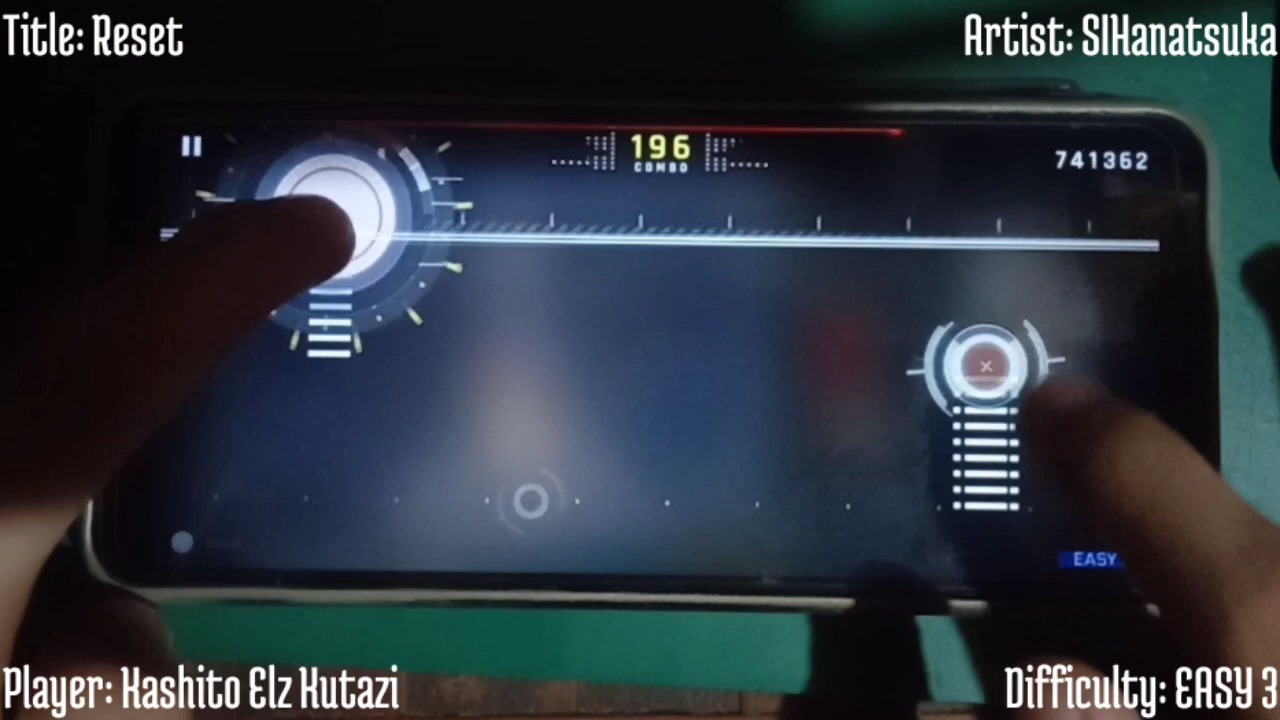 Title: Reset
Artist: SIHanatsuka
196
COMBO
741362
EASY
Player: Kashito Elz Kutazi
Difficulty: EASY 3